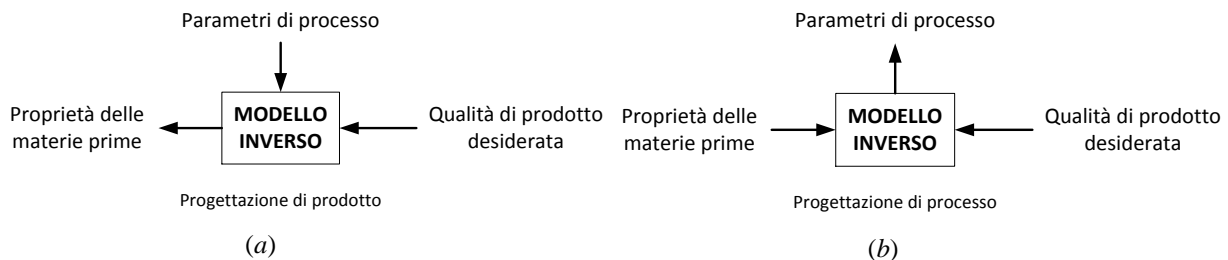 Parametri di processo
Proprietà delle
materie prime
MODELLO
INVERSO
Qualità di prodotto
desiderata
Progettazione di prodotto
(a)
Parametri di processo
Proprietà delle
materie prime
MODELLO
INVERSO
Qualità di prodotto
desiderata
Progettazione di processo
(b)